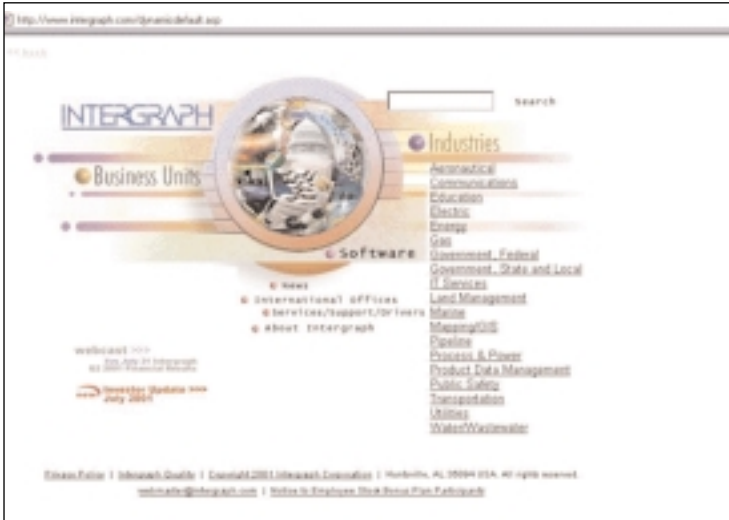 http://www.intergraph.com/dynamicdefault.asp
<< back
INTERGRAPH
Search
Industries
Business Units
Aeronautical
Communications
Education
Electric
Energy
Gas
Government, Federal
Government, State and Local
IT Services
Land Management
Marine
Mapping/GIS
Pipeline
Process & Power
Product Data Management
Public Safety
Transportation
Utilities
Water/Wastewater
Software
News
International Offices
Services/Support/Drivers
About Intergraph
webcast >>>
Investor Update >>>
July 2001
Privacy Policy | Intergraph Quality | Copyright 2001 Intergraph Corporation | Huntsville, AL USA. All rights reserved.
webmaster@intergraph.com | Notice to Employee Stock Bonus Plan Participants